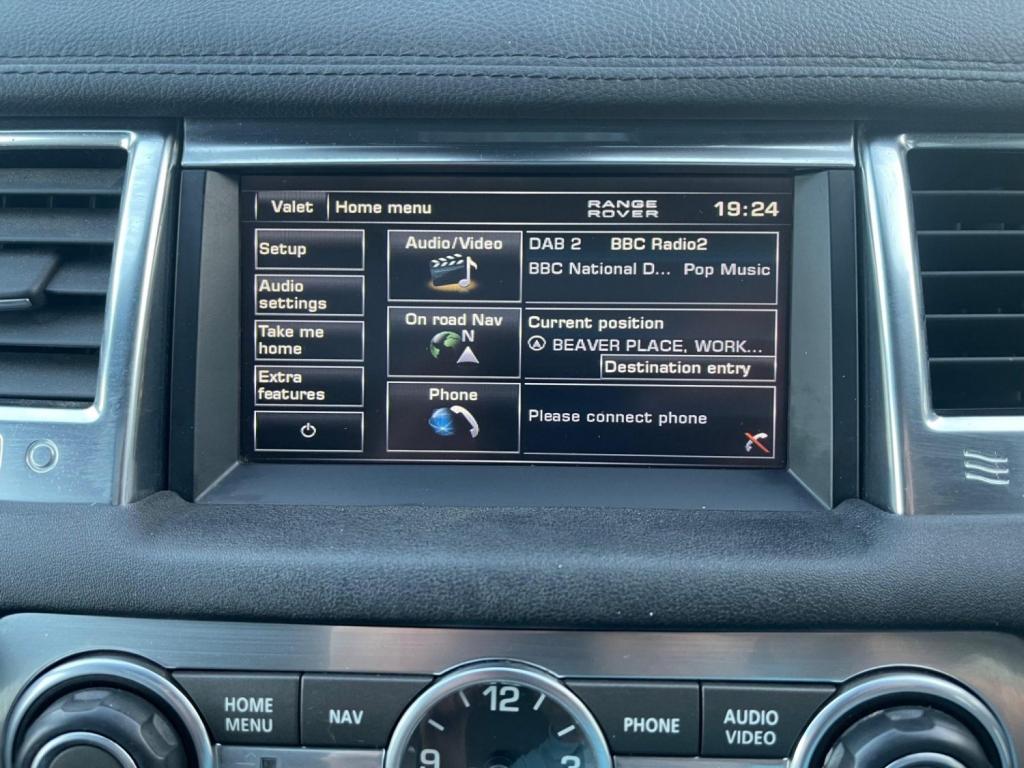 Valet Home menu RANGE ROVER 19:24
Setup
Audio settings
Take me home
Extra features
Audio/Video
DAB 2 BBC Radio2
BBC National D... Pop Music
On road Nav
N
Current position
BEAVER PLACE, WORK...
Destination entry
Phone
Please connect phone
HOME MENU
NAV
12
9
3
PHONE
AUDIO VIDEO